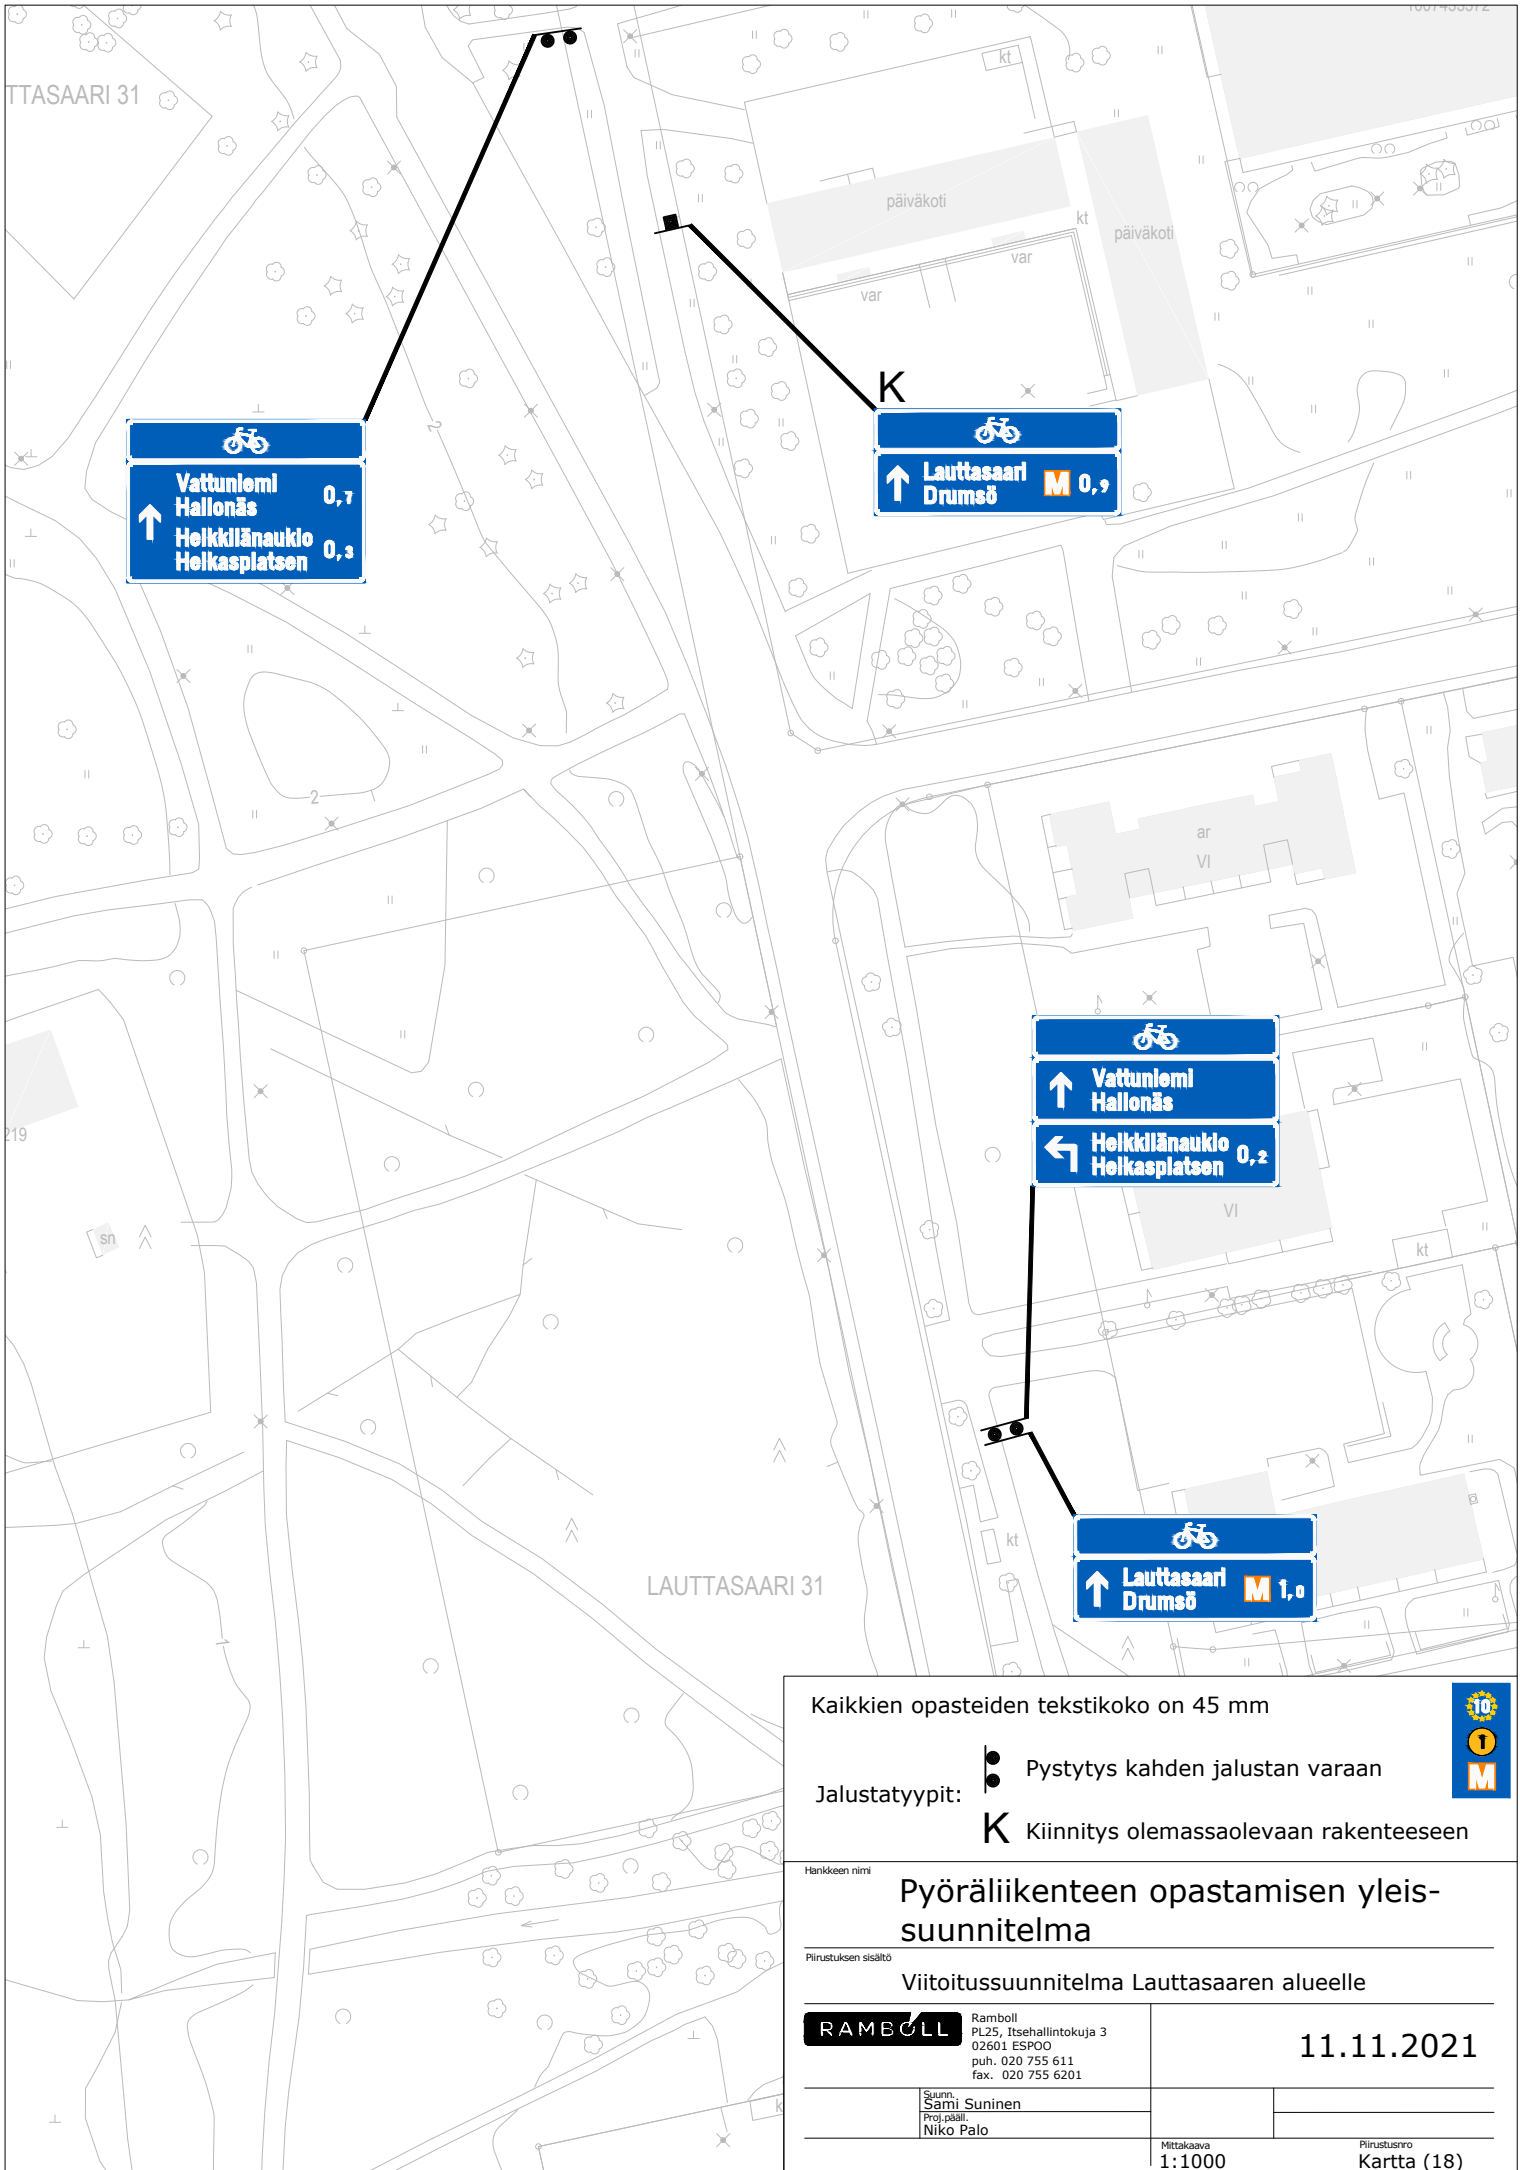 TTASAARI 31
kt
päiväkoti
kt
päiväkoti
var
var
K
2
Vattuniemi
Hallonäs 0,7
Heikkilänaukio
Heikasplatsen 0,3
Lauttasaari
Drumsö M 0,9
2
ar
VI
Vattuniemi
Hallonäs
Heikkilänaukio
Heikasplatsen 0,2
219
VI
sn
kt
kt
Lauttasaari
Drumsö M 1,0
LAUTTASAARI 31
1
Kaikkien opasteiden tekstikoko on 45 mm
10
T
M
Jalustatyypit:
Pystytys kahden jalustan varaan
K Kiinnitys olemassaolevaan rakenteeseen
Hankkeen nimi
Pyöräliikenteen opastamisen yleis-
suunnitelma
Piirustuksen sisältö
Viitoitussuunnitelma Lauttasaaren alueelle
RAMBOLL
Ramboll
PL25, Itsehallintokuja 3
02601 ESPOO
puh. 020 755 611
fax. 020 755 6201
11.11.2021
Suunn.
Sami Suninen
Proj.pääll.
Niko Palo
Mittakaava
1:1000
Piirustusnro
Kartta (18)